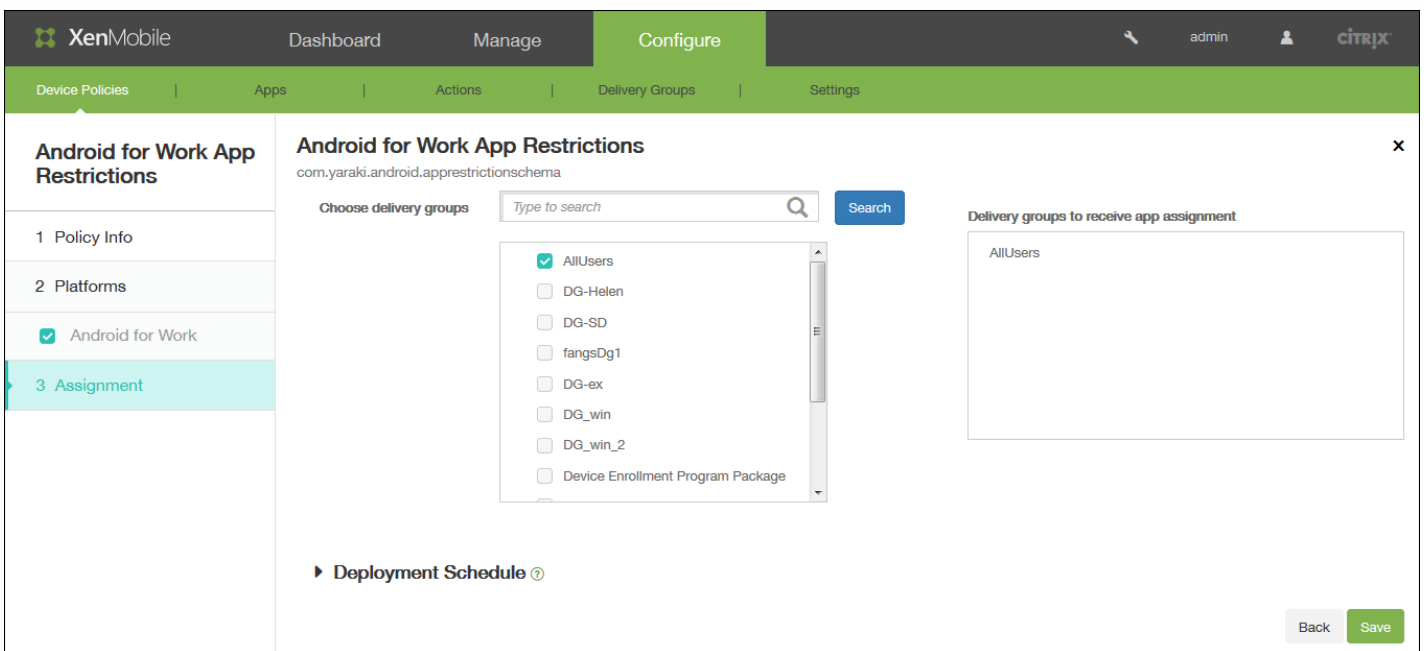 XenMobile
Dashboard
Manage
Configure
admin
CİTRIX
Device Policies | Apps | Actions | Delivery Groups | Settings
Android for Work App
Restrictions
1 Policy Info
2 Platforms
Android for Work
3 Assignment
Android for Work App Restrictions
x
com.yaraki.android.apprestrictionschema
Choose delivery groups
Type to search
Search
AllUsers
DG-Helen
DG-SD
fangsDg1
DG-ex
DG_win
DG_win_2
Device Enrollment Program Package
Delivery groups to receive app assignment
AllUsers
Deployment Schedule ?
Back
Save